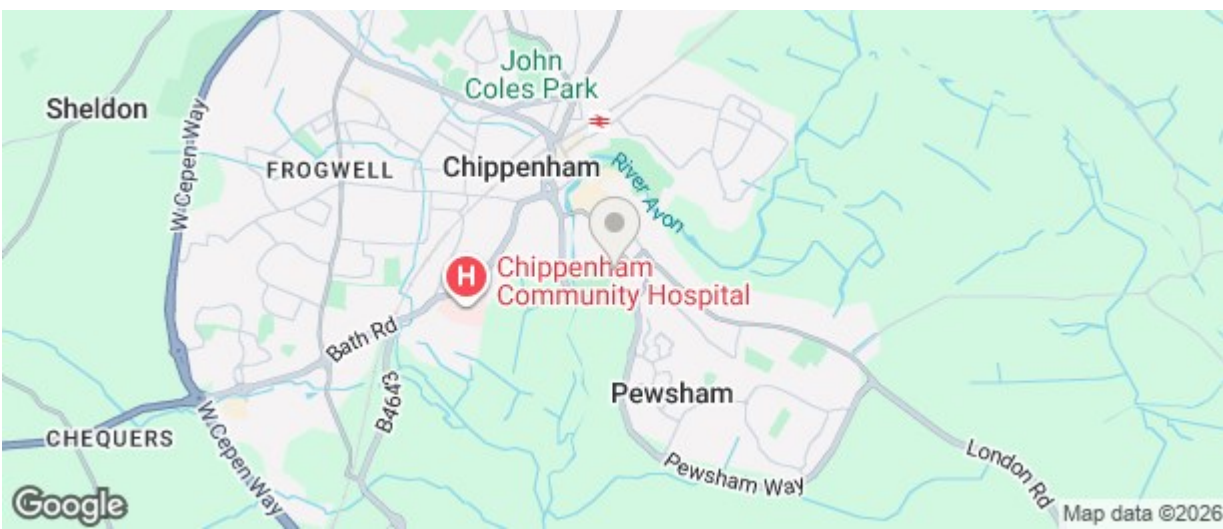 John
Coles Park
Sheldon
W Cepen Way
FROGWELL
Chippenham
River Avon
H
Chippenham
Community Hospital
Bath Rd
B4643
Pewsham
CHEQUERS
W Cepen Way
London Rd
Pewsham Way
Google
Map data ©2026